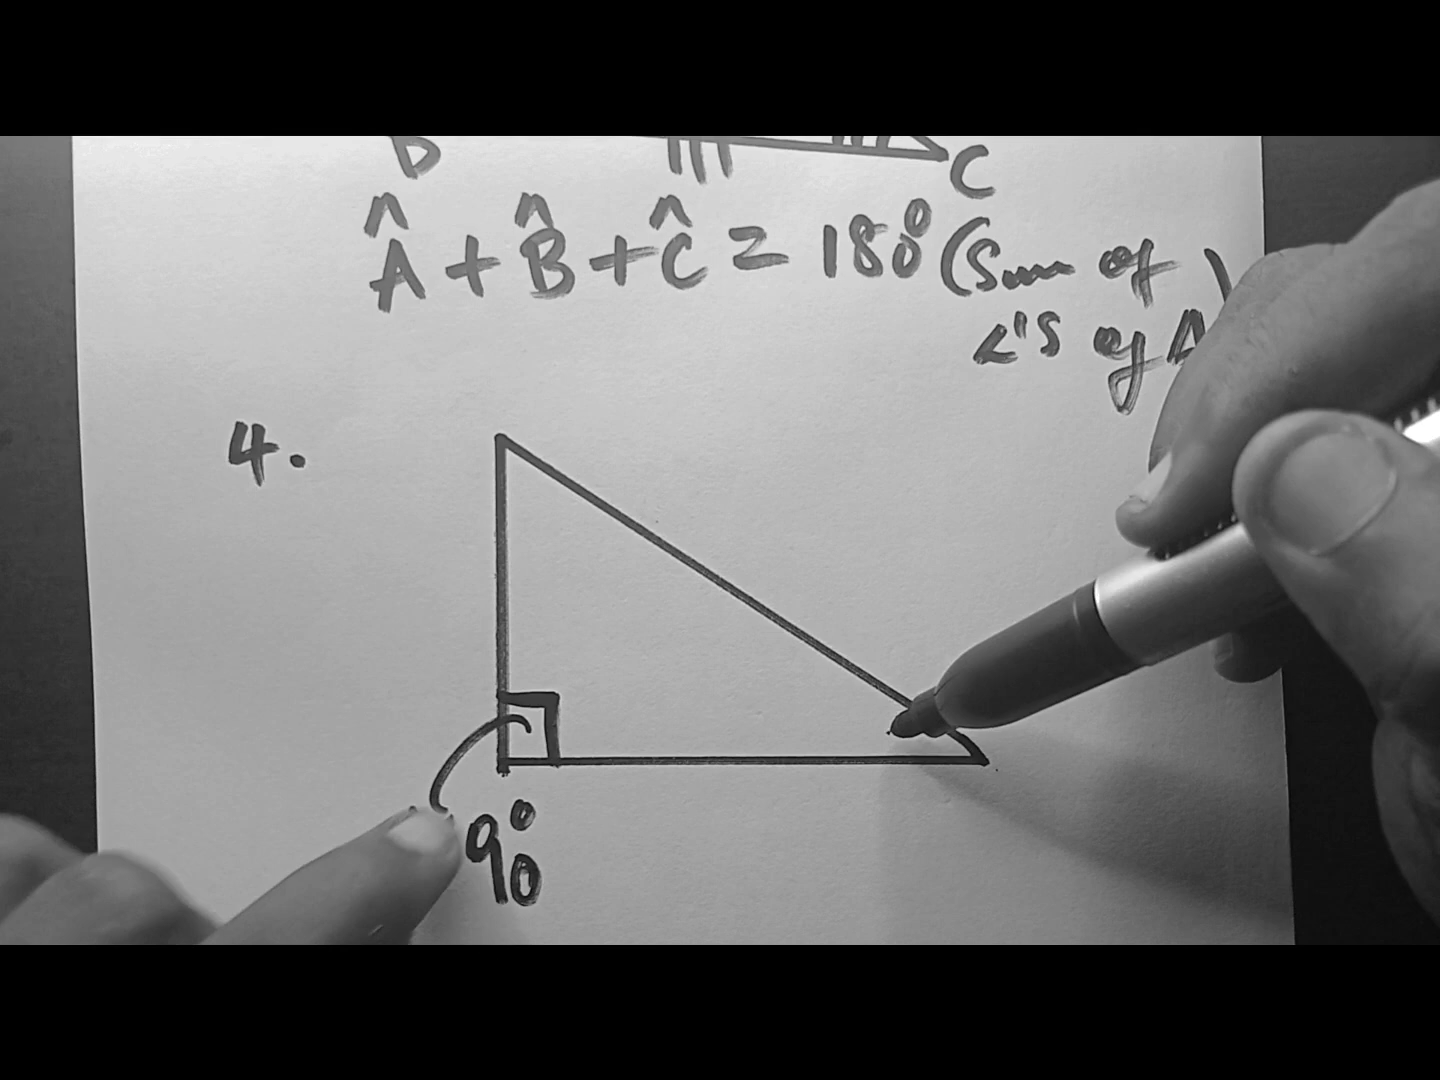 B C
Â + B̂ + Ĉ = 180° (Sum of
∠'s of Δ)
4.
90°